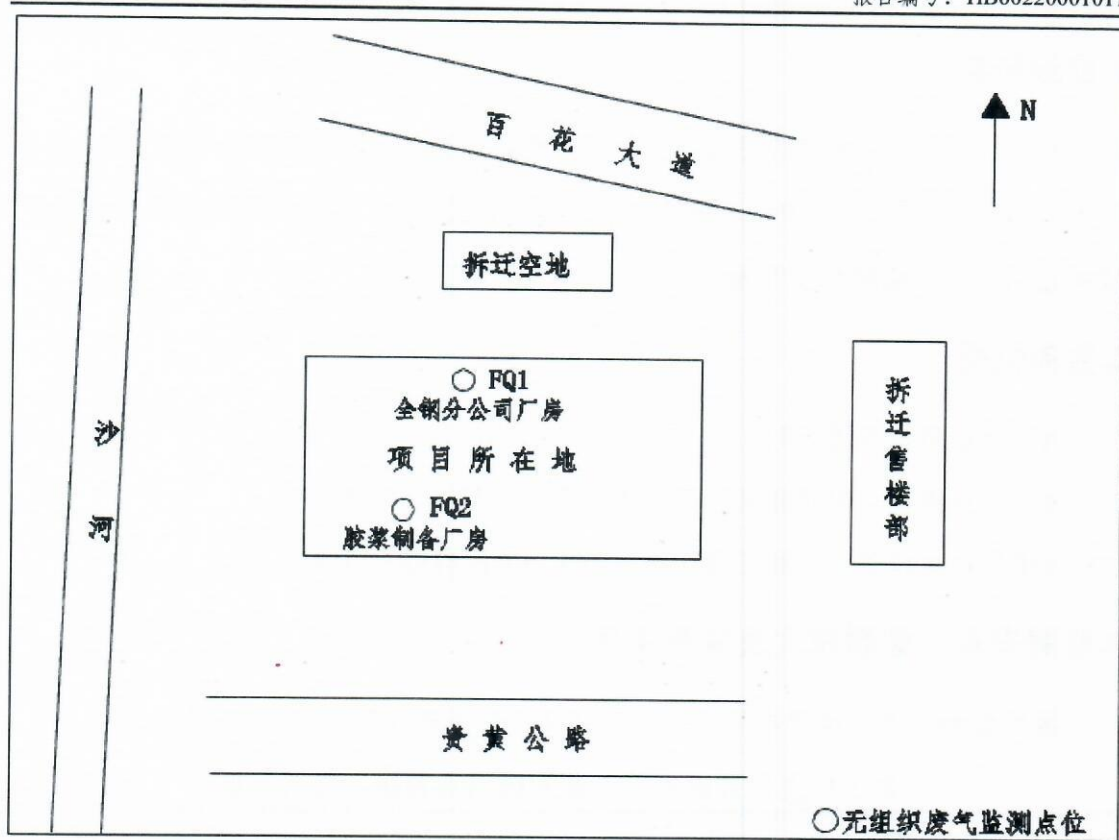 百花大道
N
拆迁空地
FQ1
全钢分公司厂房
项目所在地
FQ2
胶浆制备厂房
拆迁售楼部
河
贵黄公路
○无组织废气监测点位